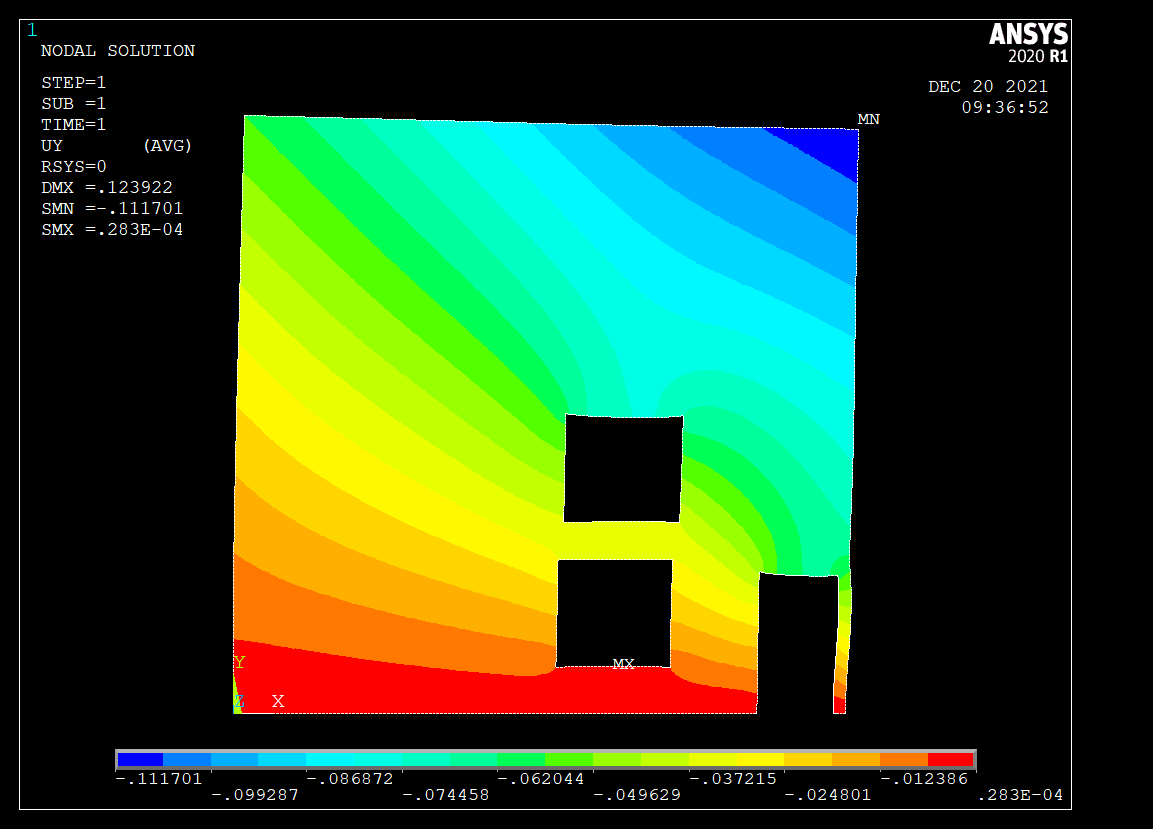 1
ANSYS
2020 R1
NODAL SOLUTION
STEP=1
SUB =1
TIME=1
UY (AVG)
RSYS=0
DMX =.123922
SMN =-.111701
SMX =.283E-04
DEC 20 2021
09:36:52
MN
MX
Y
Z X
-.111701 -.086872 -.062044 -.037215 -.012386
-.099287 -.074458 -.049629 -.024801 .283E-04